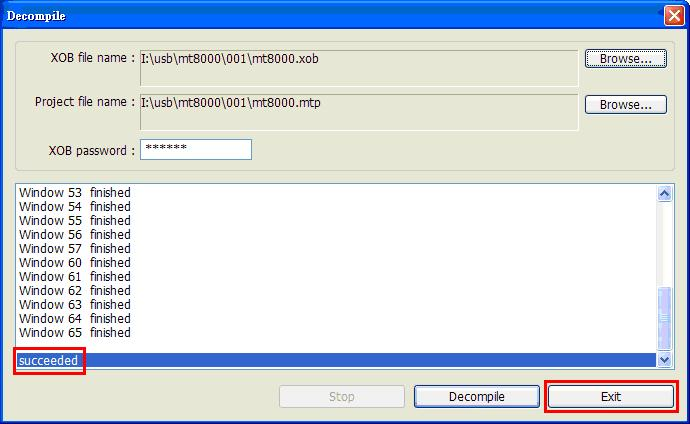 Decompile
XOB file name : I:\usb\mt8000\001\mt8000.xob Browse...
Project file name : I:\usb\mt8000\001\mt8000.mtp Browse...
XOB password : ******
Window 53 finished
Window 54 finished
Window 55 finished
Window 56 finished
Window 57 finished
Window 60 finished
Window 61 finished
Window 62 finished
Window 63 finished
Window 64 finished
Window 65 finished
succeeded
Stop Decompile Exit